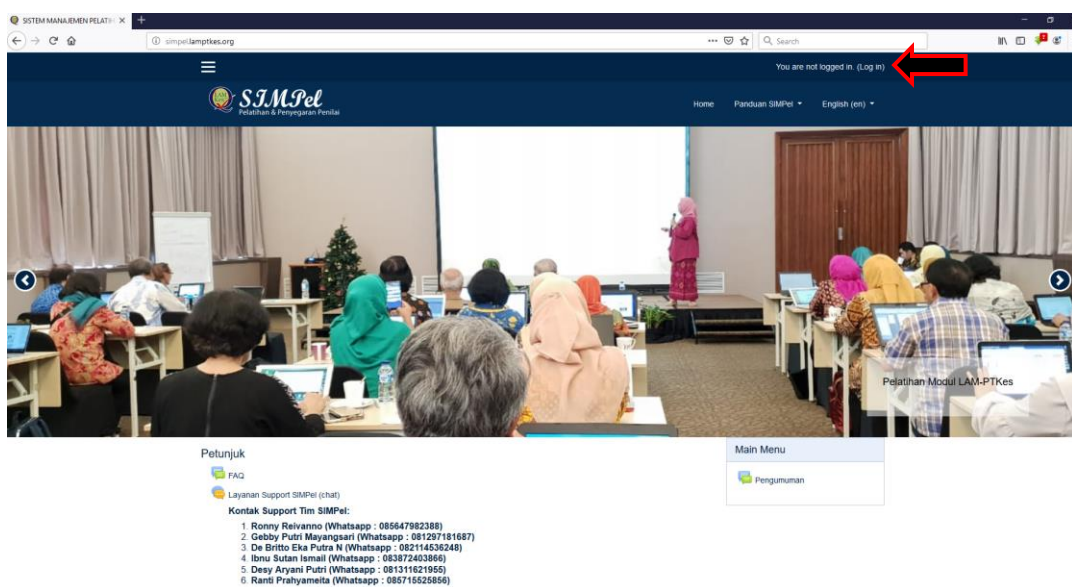 SISTEM MANAJEMEN PELATIH
simpel.lamptkes.org
Search
You are not logged in. (Log in)
SIMPel
Pelatihan & Penyegaran Penilai
Home
Panduan SIMPel
English (en)
Pelatihan Modul LAM-PTKes
Petunjuk
Main Menu
FAQ
Pengumuman
Layanan Support SIMPel (chat)
Kontak Support Tim SIMPel:
1. Ronny Reivanno (Whatsapp : 085647982388)
2. Gebby Putri Mayangsari (Whatsapp : 081297181687)
3. De Britto Eka Putra N (Whatsapp : 082114536248)
4. Ibnu Sutan Ismail (Whatsapp : 083872403866)
5. Desy Aryani Putri (Whatsapp : 081311621955)
6. Ranti Prahyameita (Whatsapp : 085715525856)